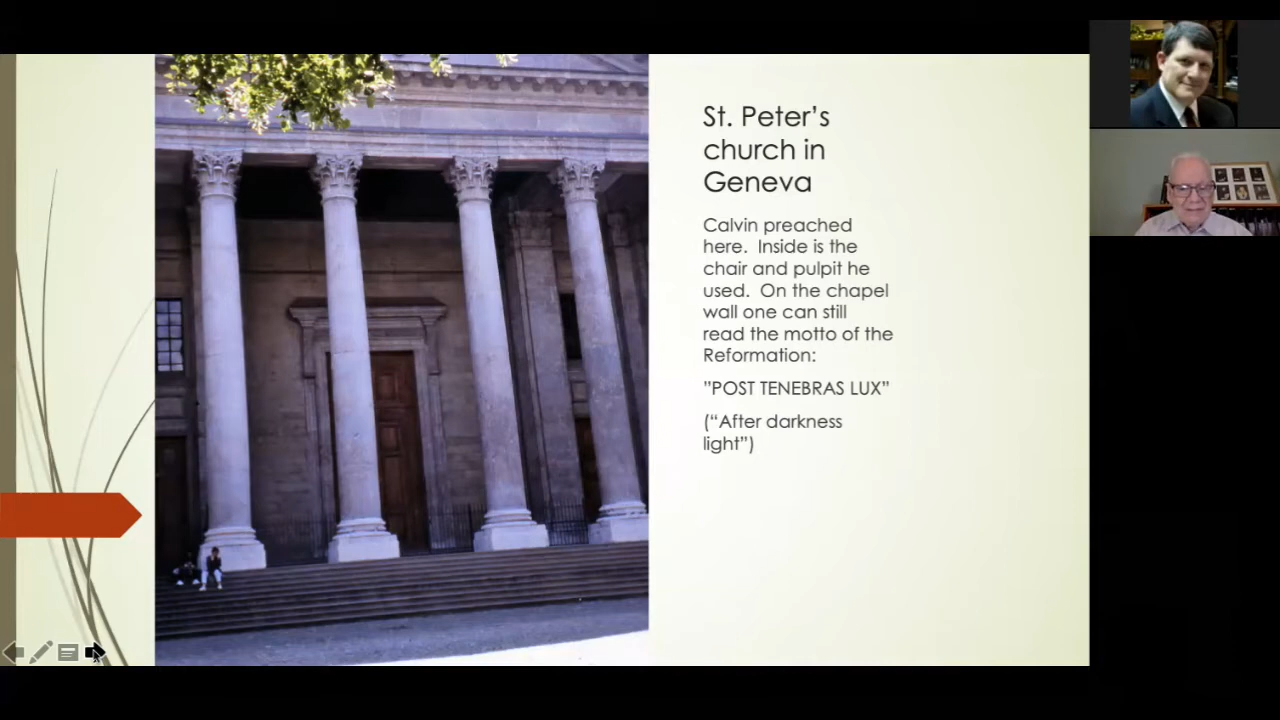 St. Peter’s
church in
Geneva
Calvin preached
here.  Inside is the
chair and pulpit he
used.  On the chapel
wall one can still
read the motto of the
Reformation:
”POST TENEBRAS LUX”
(“After darkness
light”)